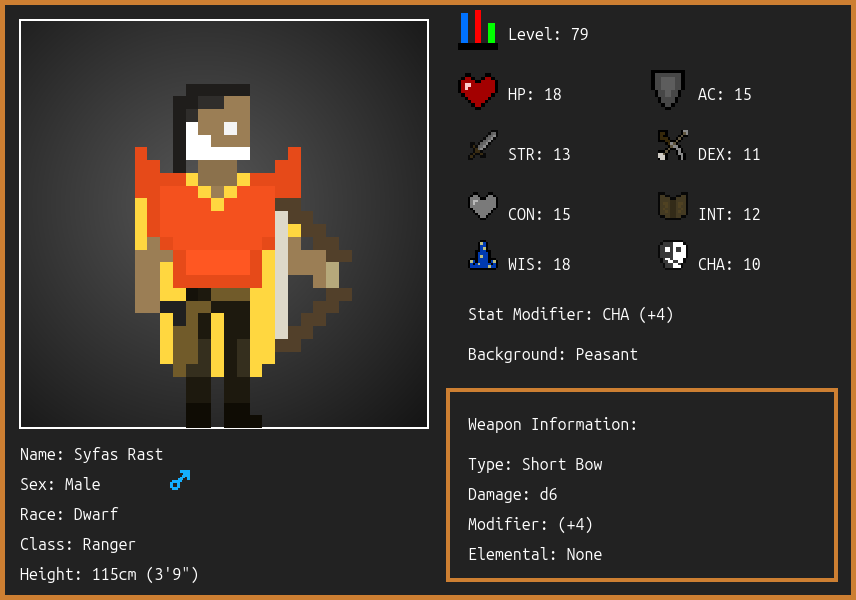 Level: 79
HP: 18
AC: 15
STR: 13
DEX: 11
CON: 15
INT: 12
WIS: 18
CHA: 10
Stat Modifier: CHA (+4)
Background: Peasant
Weapon Information:
Type: Short Bow
Damage: d6
Modifier: (+4)
Elemental: None
Name: Syfas Rast
Sex: Male
Race: Dwarf
Class: Ranger
Height: 115cm (3'9")